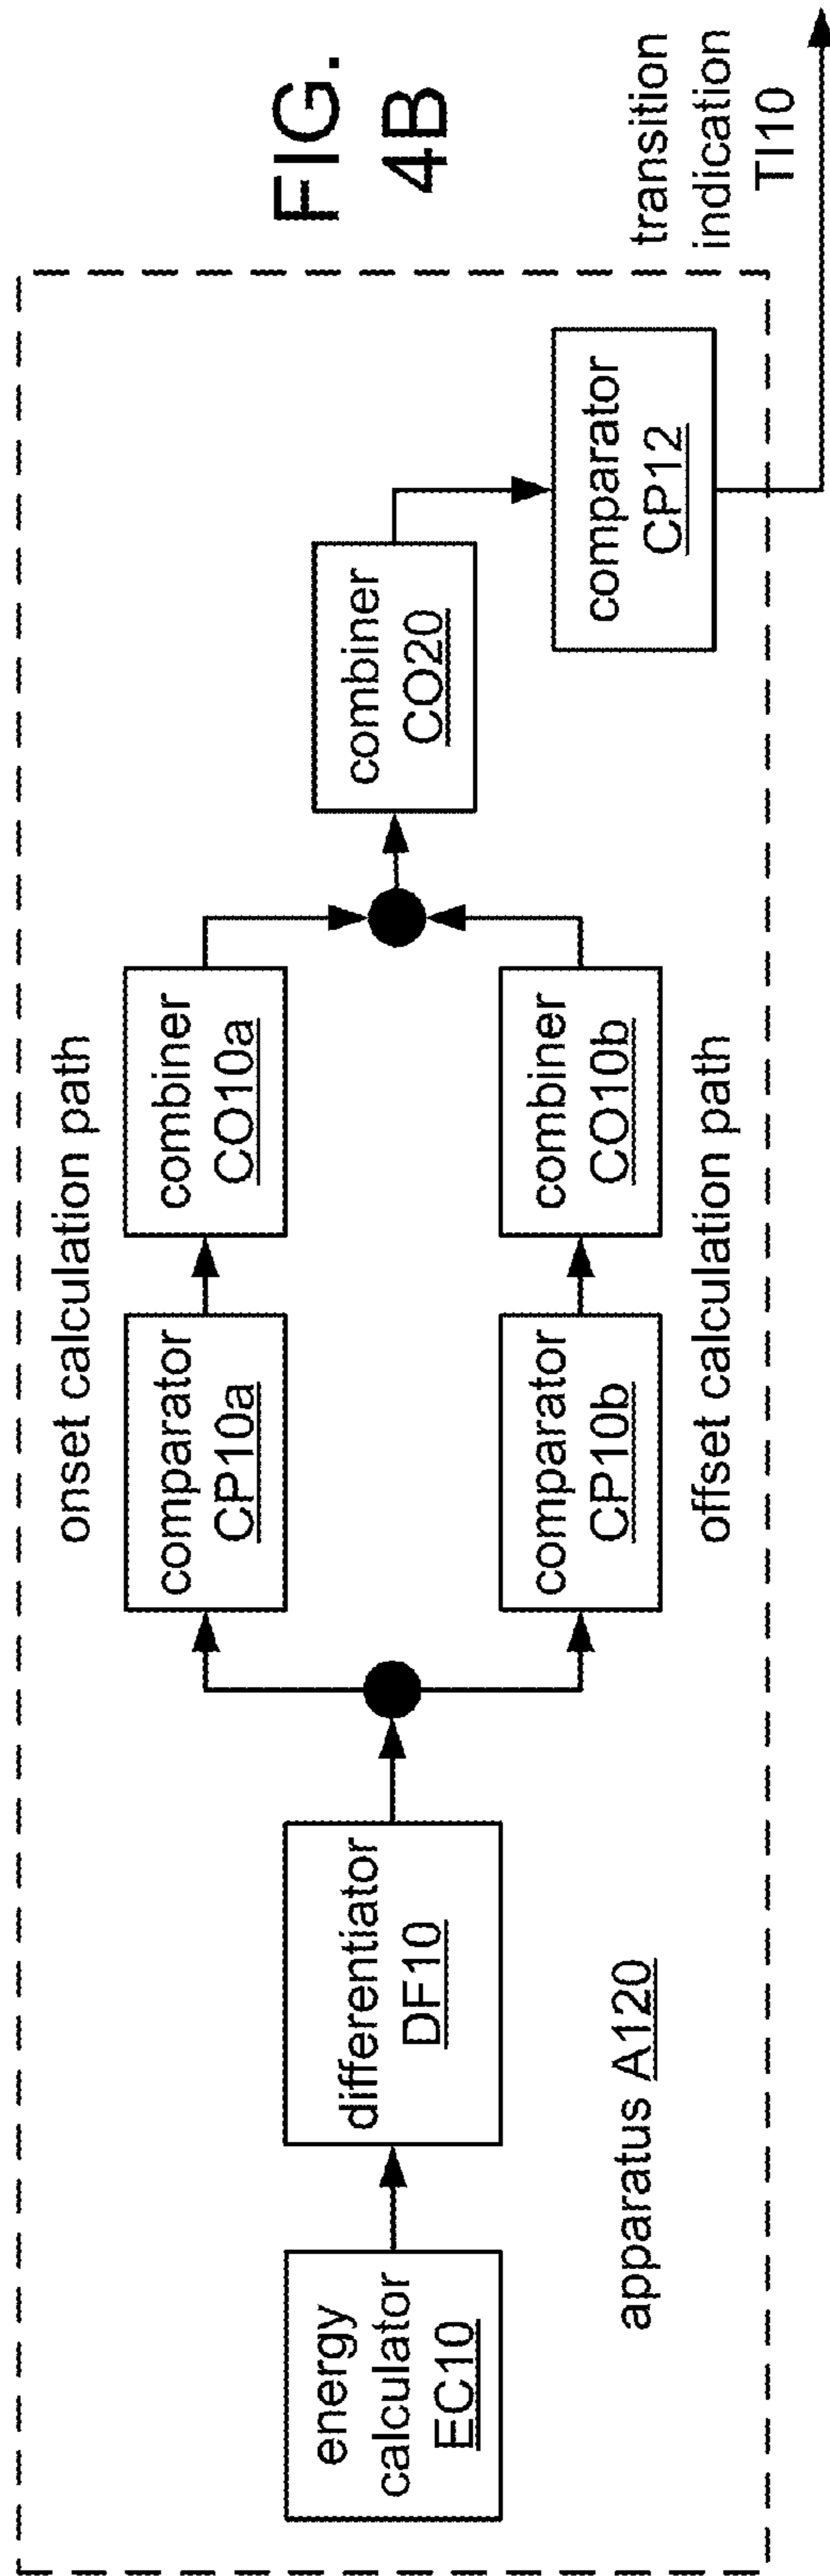 FIG.
4B
onset calculation path
energy
calculator
EC10
differentiator
DF10
comparator
CP10a
combiner
CO10a
comparator
CP10b
combiner
CO10b
offset calculation path
combiner
CO20
comparator
CP12
apparatus A120
transition
indication
TI10